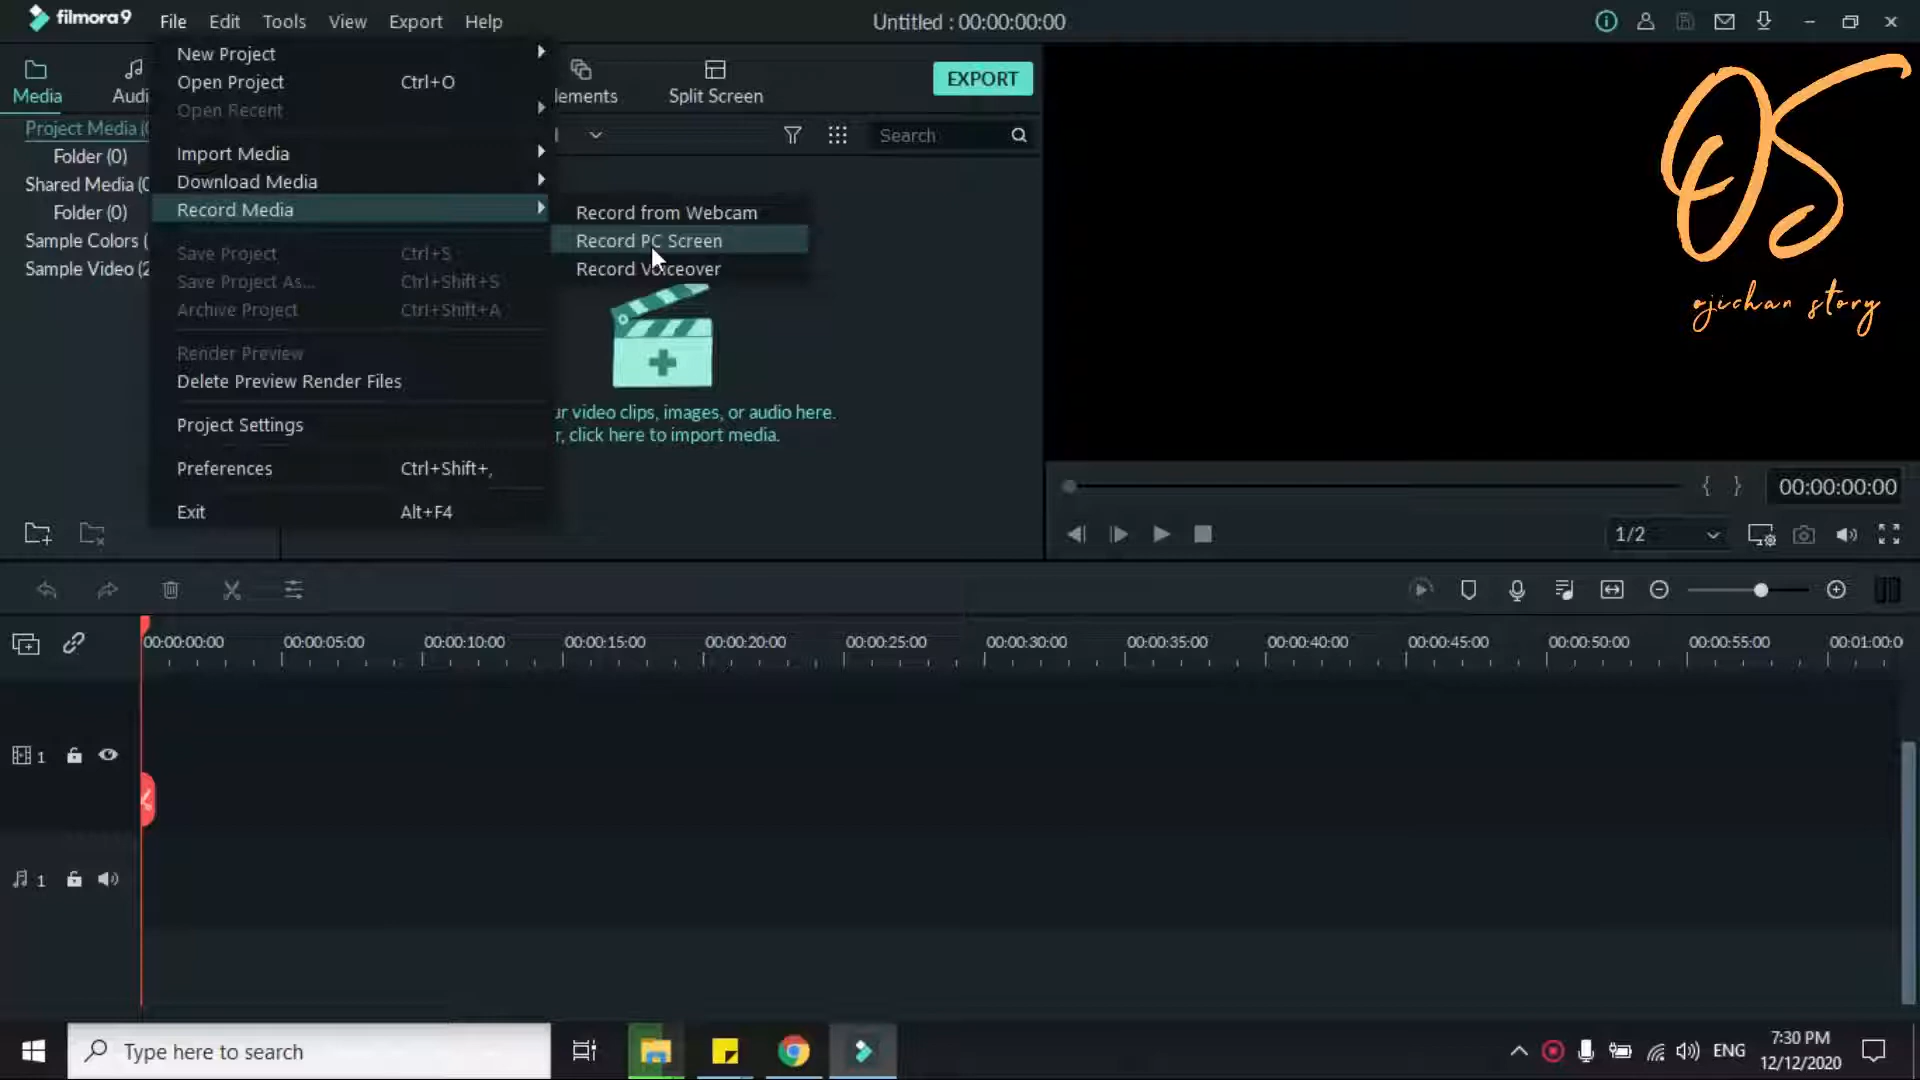 filmora9 File Edit Tools View Export Help Untitled : 00:00:00:00
New Project
Open Project Ctrl+O
Open Recent
Import Media
Download Media
Record Media
Save Project Ctrl+S
Save Project As... Ctrl+Shift+S
Archive Project Ctrl+Shift+A
Render Preview
Delete Preview Render Files
Project Settings
Preferences Ctrl+Shift+,
Exit Alt+F4
Record from Webcam
Record PC Screen
Record Voiceover
Media Audi lements Split Screen EXPORT
Project Media (
Folder (0)
Shared Media (
Folder (0)
Sample Colors (
Sample Video (2
Search
ur video clips, images, or audio here.
r, click here to import media.
OS
ojichan story
{ } 00:00:00:00
1/2
00:00:00:00 00:00:05:00 00:00:10:00 00:00:15:00 00:00:20:00 00:00:25:00 00:00:30:00 00:00:35:00 00:00:40:00 00:00:45:00 00:00:50:00 00:00:55:00 00:01:00:0
1
1
Type here to search ENG 7:30 PM
12/12/2020